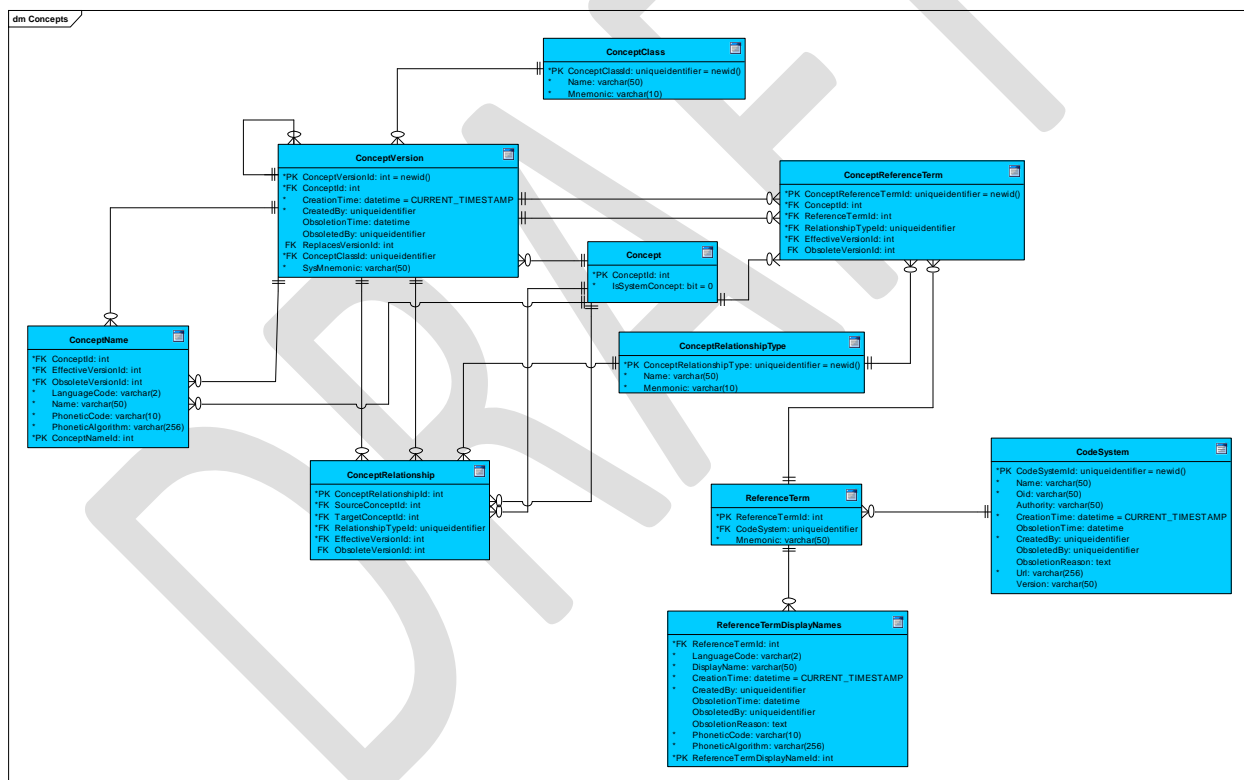 dm Concepts
ConceptClass
*PK ConceptClassId: uniqueidentifier = newid()
* Name: varchar(50)
* Mnemonic: varchar(10)
ConceptVersion
*PK ConceptVersionId: int = newid()
*FK ConceptId: int
* CreationTime: datetime = CURRENT_TIMESTAMP
* CreatedBy: uniqueidentifier
ObsoletionTime: datetime
ObsoletedBy: uniqueidentifier
FK ReplacesVersionId: int
*FK ConceptClassId: uniqueidentifier
* SysMnemonic: varchar(50)
ConceptReferenceTerm
*PK ConceptReferenceTermId: uniqueidentifier = newid()
*FK ConceptId: int
*FK ReferenceTermId: int
*FK RelationshipTypeId: uniqueidentifier
*FK EffectiveVersionId: int
FK ObsoleteVersionId: int
Concept
*PK ConceptId: int
* IsSystemConcept: bit = 0
ConceptName
*FK ConceptId: int
*FK EffectiveVersionId: int
*FK ObsoleteVersionId: int
* LanguageCode: varchar(2)
* Name: varchar(50)
* PhoneticCode: varchar(10)
* PhoneticAlgorithm: varchar(256)
*PK ConceptNameId: int
ConceptRelationshipType
*PK ConceptRelationshipType: uniqueidentifier = newid()
* Name: varchar(50)
* Menmonic: varchar(10)
ConceptRelationship
*PK ConceptRelationshipId: int
*FK SourceConceptId: int
*FK TargetConceptId: int
*FK RelationshipTypeId: uniqueidentifier
*FK EffectiveVersionId: int
FK ObsoleteVersionId: int
ReferenceTerm
*PK ReferenceTermId: int
*FK CodeSystem: uniqueidentifier
* Mnemonic: varchar(50)
CodeSystem
*PK CodeSystemId: uniqueidentifier = newid()
* Name: varchar(50)
* Oid: varchar(50)
Authority: varchar(50)
* CreationTime: datetime = CURRENT_TIMESTAMP
ObsoletionTime: datetime
* CreatedBy: uniqueidentifier
ObsoletedBy: uniqueidentifier
ObsoletionReason: text
* Url: varchar(256)
Version: varchar(50)
ReferenceTermDisplayNames
*FK ReferenceTermId: int
* LanguageCode: varchar(2)
* DisplayName: varchar(50)
* CreationTime: datetime = CURRENT_TIMESTAMP
* CreatedBy: uniqueidentifier
ObsoletionTime: datetime
ObsoletedBy: uniqueidentifier
ObsoletionReason: text
* PhoneticCode: varchar(10)
* PhoneticAlgorithm: varchar(256)
*PK ReferenceTermDisplayNameId: int
DRAFT